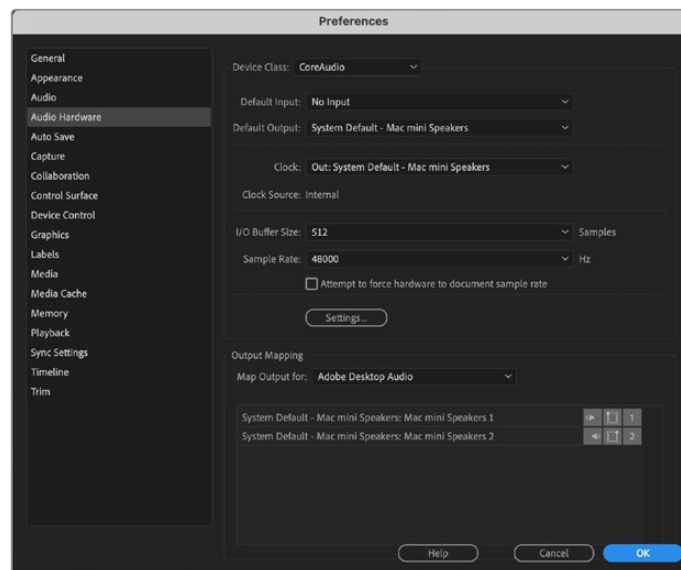 Preferences
General
Appearance
Audio
Audio Hardware
Auto Save
Capture
Collaboration
Control Surface
Device Control
Graphics
Labels
Media
Media Cache
Memory
Playback
Sync Settings
Timeline
Trim
Device Class: CoreAudio
Default Input: No Input
Default Output: System Default - Mac mini Speakers
Clock: Out: System Default - Mac mini Speakers
Clock Source: Internal
I/O Buffer Size: 512 Samples
Sample Rate: 48000 Hz
Attempt to force hardware to document sample rate
Settings...
Output Mapping
Map Output for: Adobe Desktop Audio
System Default - Mac mini Speakers: Mac mini Speakers 1 1
System Default - Mac mini Speakers: Mac mini Speakers 2 2
Help Cancel OK